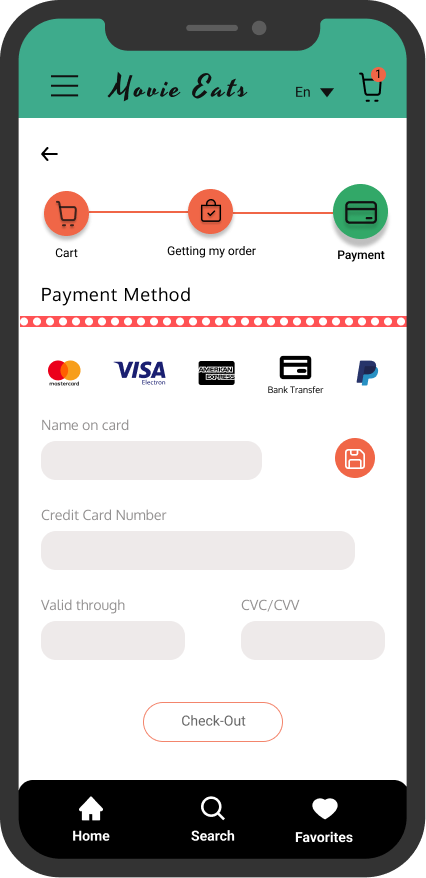 Movie Eats
En
1
Cart
Getting my order
Payment
Payment Method
mastercard
VISA
Electron
AMERICAN
EXPRESS
Bank Transfer
Name on card
Credit Card Number
Valid through
CVC/CVV
Check-Out
Home
Search
Favorites